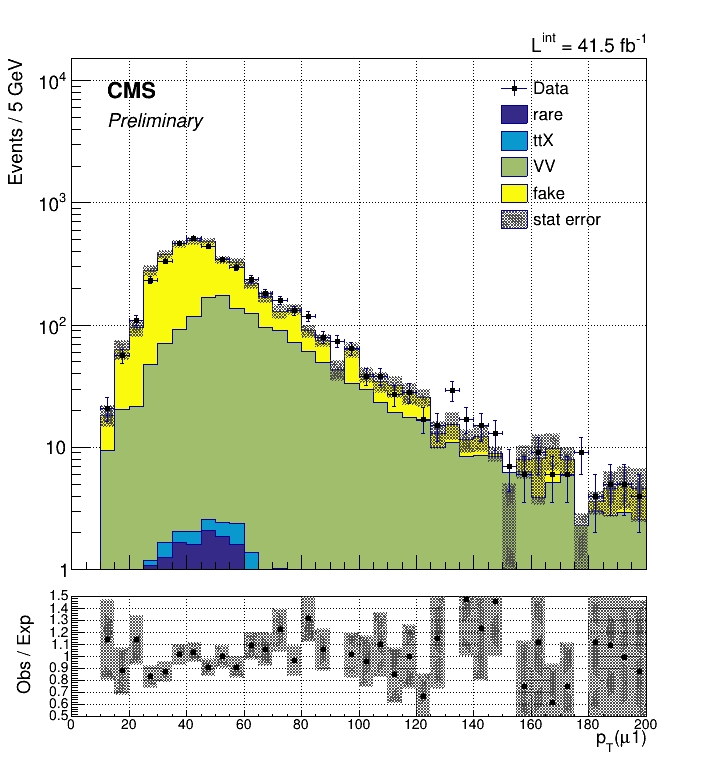 L^int = 41.5 fb^-1
Events / 5 GeV
10^4
10^3
10^2
10
1
CMS
Preliminary
Data
rare
ttX
VV
fake
stat error
Obs / Exp
1.5
1.4
1.3
1.2
1.1
1
0.9
0.8
0.7
0.6
0.5
0 20 40 60 80 100 120 140 160 180 200
p_T(μ1)